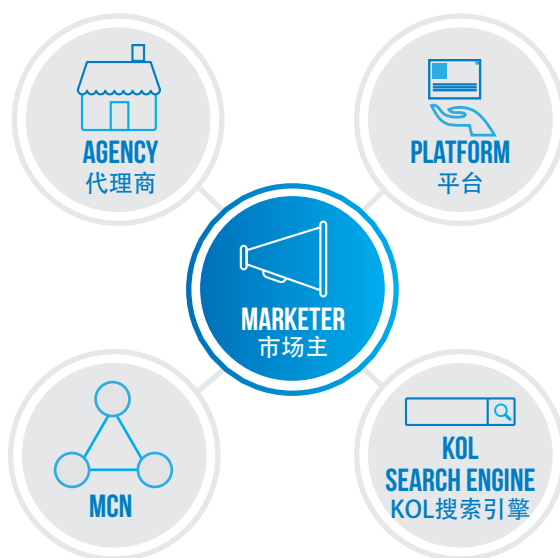 AGENCY
代理商
PLATFORM
平台
MARKETER
市场主
MCN
KOL
SEARCH ENGINE
KOL搜索引擎